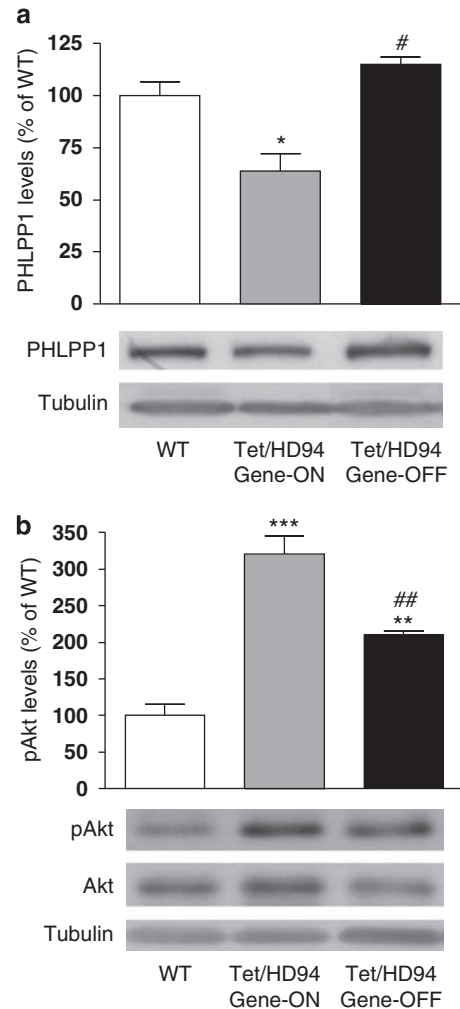 a
PHLPP1 levels (% of WT)
125
100
75
50
25
0
*
#
PHLPP1
Tubulin
WT
Tet/HD94
Gene-ON
Tet/HD94
Gene-OFF
b
pAkt levels (% of WT)
350
300
250
200
150
100
50
0
***
##
**
pAkt
Akt
Tubulin
WT
Tet/HD94
Gene-ON
Tet/HD94
Gene-OFF